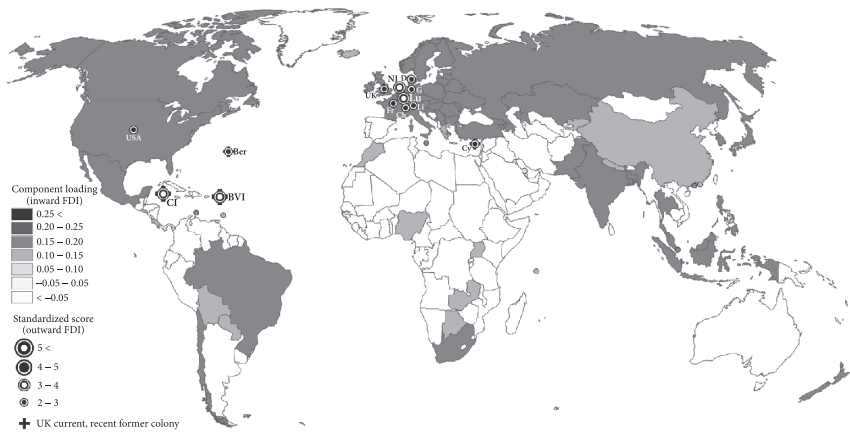 NL
D
UK
G
Lu
Li
USA
Cy
Ber
CI
BVI
Component loading
(inward FDI)
0.25 <
0.20 – 0.25
0.15 – 0.20
0.10 – 0.15
0.05 – 0.10
–0.05 – 0.05
< –0.05
Standardized score
(outward FDI)
5 <
4 – 5
3 – 4
2 – 3
UK current, recent former colony